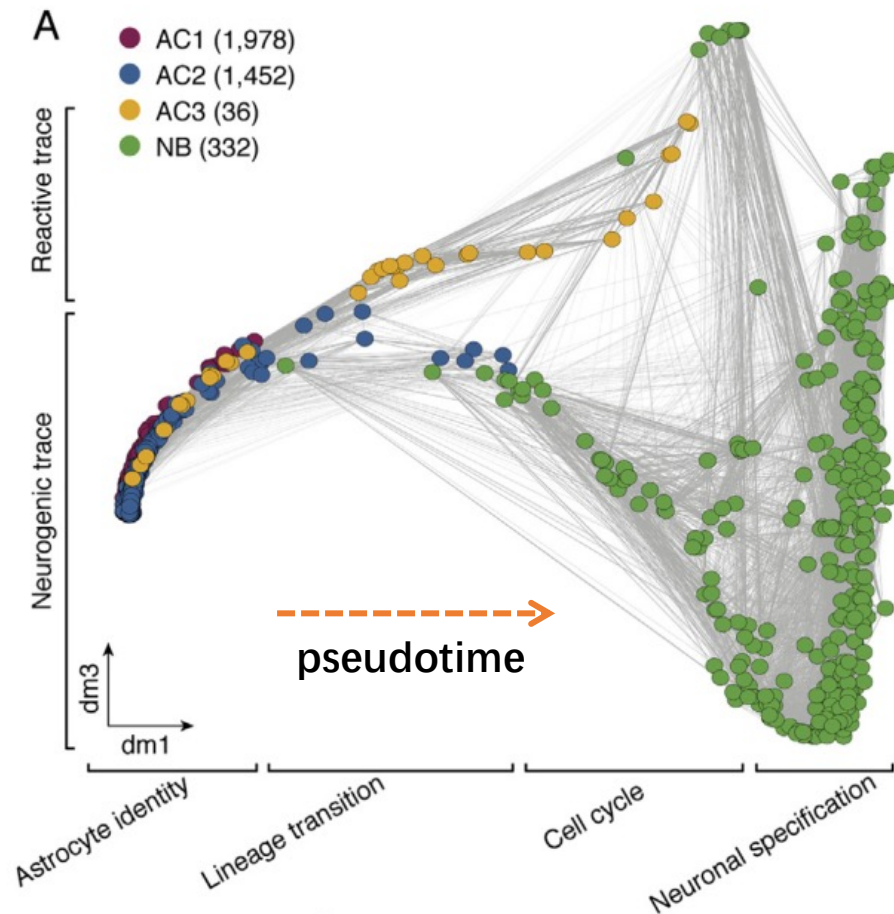 A
AC1 (1,978)
AC2 (1,452)
AC3 (36)
NB (332)
Reactive trace
Neurogenic trace
pseudotime
dm3
dm1
Astrocyte identity
Lineage transition
Cell cycle
Neuronal specification